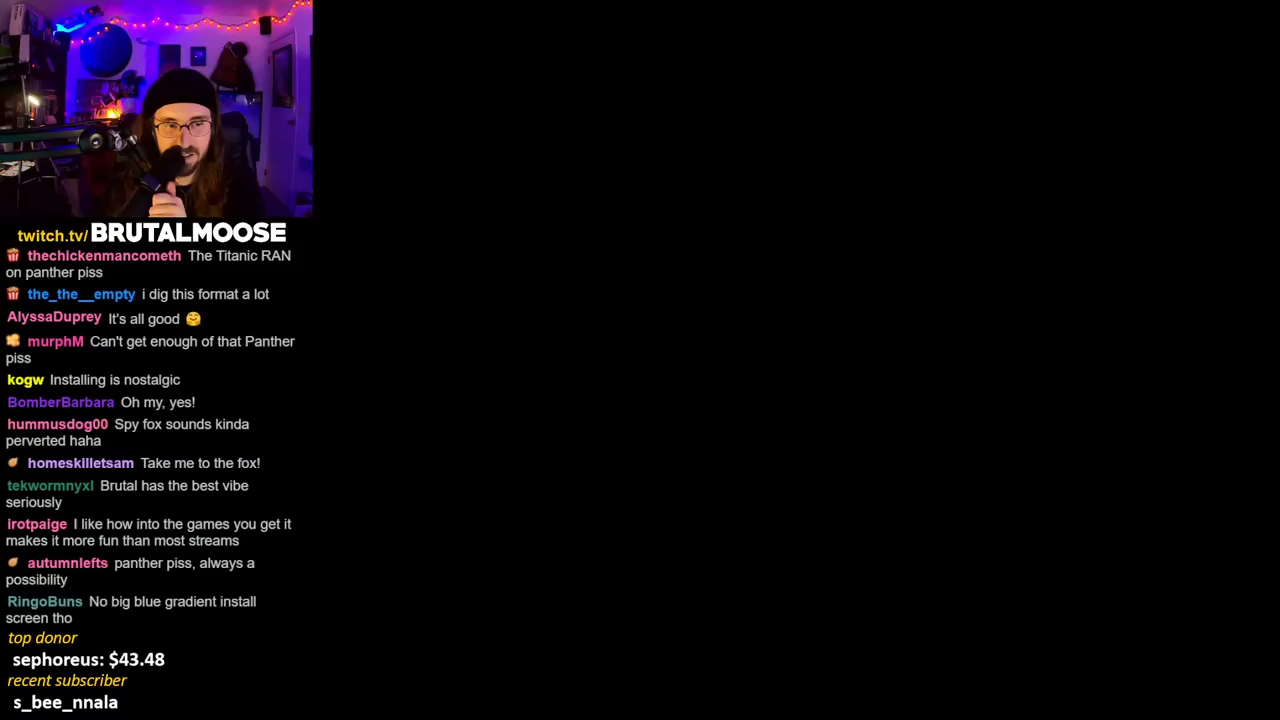 twitch.tv/BRUTALMOOSE
thechickenmancometh The Titanic RAN
on panther piss
the_the__empty i dig this format a lot
AlyssaDuprey It's all good 🤗
murphM Can't get enough of that Panther
piss
kogw Installing is nostalgic
BomberBarbara Oh my, yes!
hummusdog00 Spy fox sounds kinda
perverted haha
homeskilletsam Take me to the fox!
tekwormnyxl Brutal has the best vibe
seriously
irotpaige I like how into the games you get it
makes it more fun than most streams
autumnlefts panther piss, always a
possibility
RingoBuns No big blue gradient install
screen tho
top donor
sephoreus: $43.48
recent subscriber
s_bee_nnala